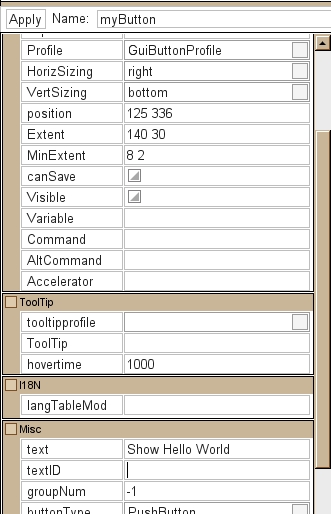 Apply Name: myButton
Profile GuiButtonProfile
HorizSizing right
VertSizing bottom
position 125 336
Extent 140 30
MinExtent 8 2
canSave
Visible
Variable
Command
AltCommand
Accelerator
ToolTip
tooltipprofile
ToolTip
hovertime 1000
I18N
langTableMod
Misc
text Show Hello World
textID
groupNum -1
buttonType PushButton